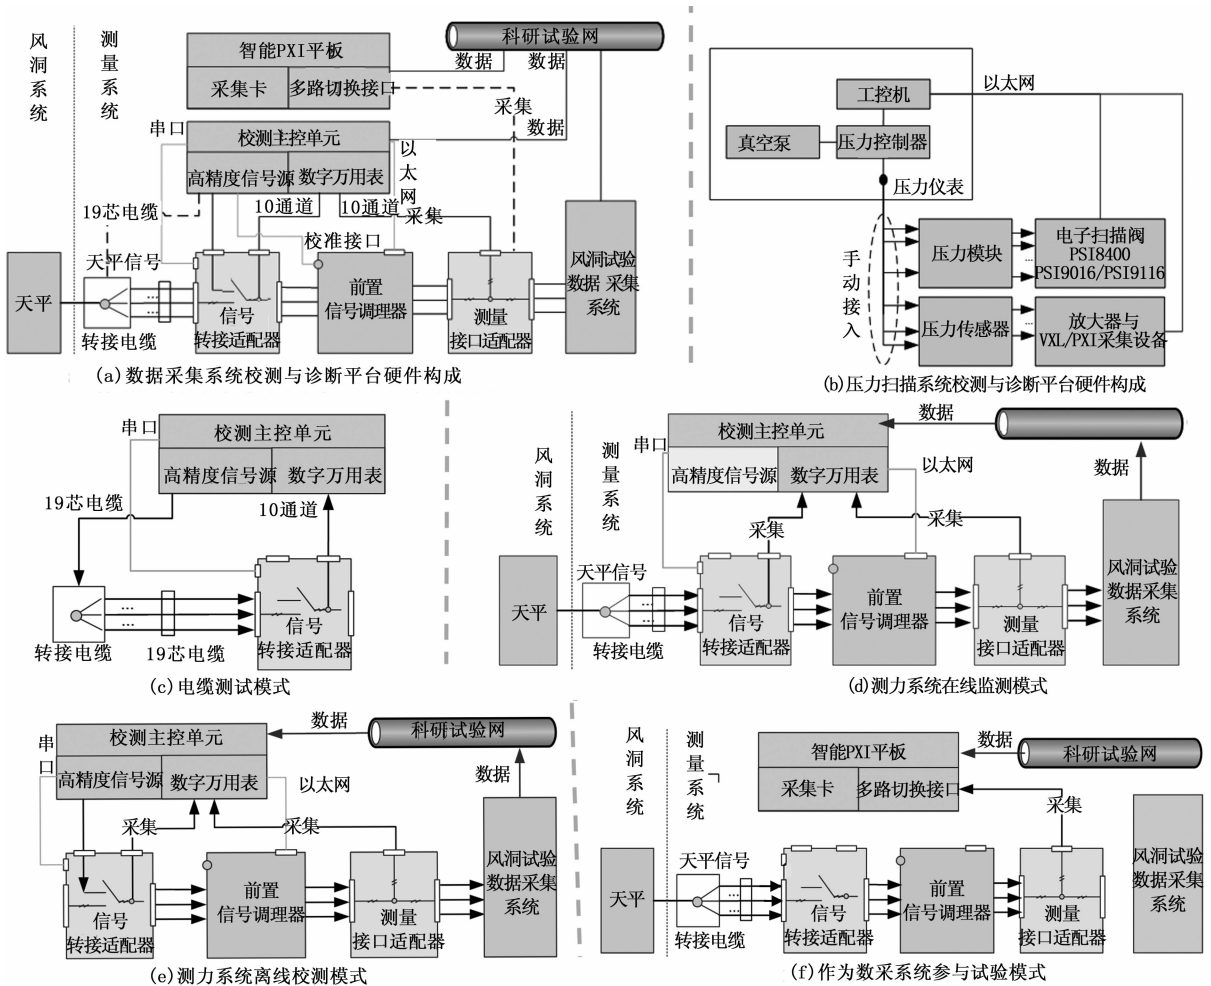 风洞系统
测量系统
智能PXI平板
采集卡
多路切换接口
科研试验网
数据
数据
采集
数据
串口
校测主控单元
高精度信号源
数字万用表
以太网
19芯电缆
10通道
10通道
采集
校准接口
天平信号
天平
...
...
转接电缆
信号
转接适配器
前置
信号调理器
测量
接口适配器
风洞试验
数据 采集
系统
(a)数据采集系统校测与诊断平台硬件构成
工控机
以太网
真空泵
压力控制器
压力仪表
手动接入
压力模块
...
电子扫描阀
PSI8400
PSI9016/PSI9116
压力传感器
...
放大器与
VXL/PXI采集设备
(b)压力扫描系统校测与诊断平台硬件构成
串口
校测主控单元
高精度信号源
数字万用表
19芯电缆
10通道
...
...
转接电缆
19芯电缆
信号
转接适配器
(c)电缆测试模式
风洞系统
测量系统
串口
校测主控单元
高精度信号源
数字万用表
数据
以太网
数据
采集
采集
天平
天平信号
...
...
转接电缆
信号
转接适配器
前置
信号调理器
测量
接口适配器
风洞试验
数据采集
系统
(d)测力系统在线监测模式
串口
校测主控单元
高精度信号源
数字万用表
数据
科研试验网
以太网
数据
采集
采集
信号
转接适配器
前置
信号调理器
测量
接口适配器
风洞试验
数据采集
系统
(e)测力系统离线校测模式
风洞系统
测量系统
智能PXI平板
采集卡
多路切换接口
数据
科研试验网
采集
天平
天平信号
...
...
转接电缆
信号
转接适配器
前置
信号调理器
测量
接口适配器
风洞试验
数据采集
系统
(f)作为数采系统参与试验模式